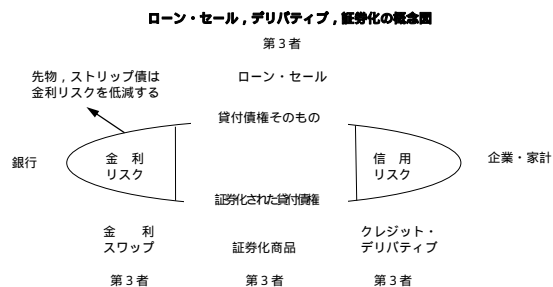 ローン・セール，デリバティブ，証券化の概念図
第３者
先物，ストリップ債は
金利リスクを低減する
ローン・セール
貸付債権そのもの
銀行
金　利
リスク
信　用
リスク
企業・家計
証券化された貸付債権
金　　利
スワップ
証券化商品
クレジット・
デリバティブ
第３者
第３者
第３者